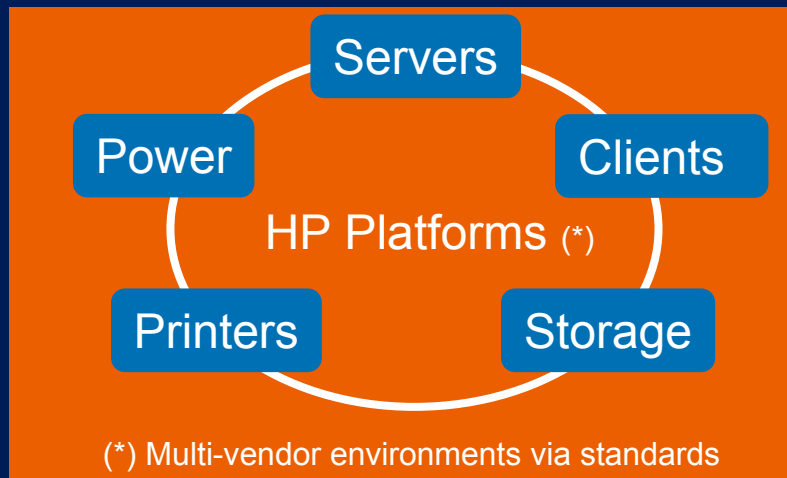 Servers
Power
Clients
HP Platforms (*)
Printers
Storage
(*) Multi-vendor environments via standards